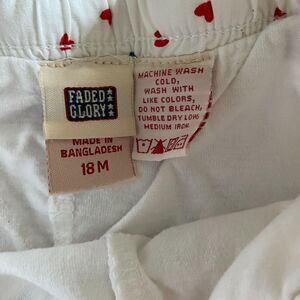 FADED
GLORY
MADE IN
BANGLADESH
18 M
MACHINE WASH
COLD,
WASH WITH
LIKE COLORS,
DO NOT BLEACH,
TUMBLE DRY LOW,
MEDIUM IRON.